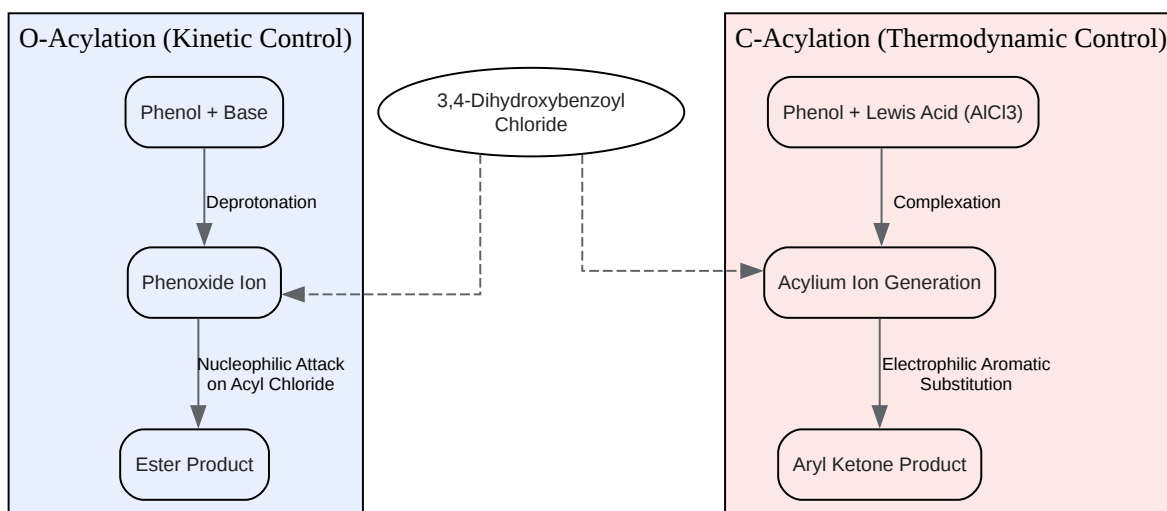 O-Acylation (Kinetic Control)
Phenol + Base
Deprotonation
Phenoxide Ion
Nucleophilic Attack
on Acyl Chloride
Ester Product
3,4-Dihydroxybenzoyl
Chloride
C-Acylation (Thermodynamic Control)
Phenol + Lewis Acid (AlCl3)
Complexation
Acylium Ion Generation
Electrophilic Aromatic
Substitution
Aryl Ketone Product